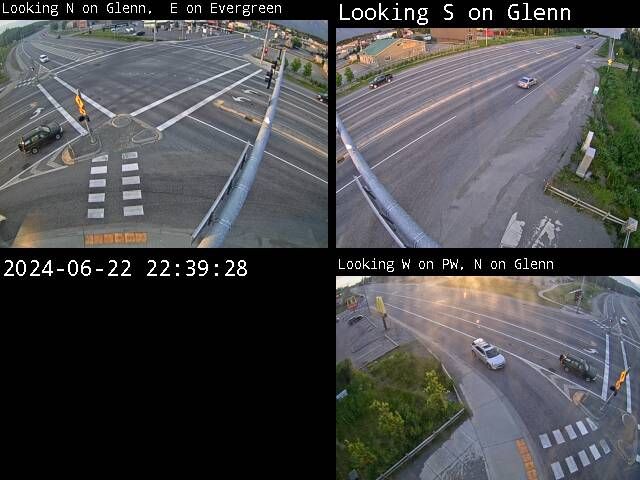 Looking N on Glenn,  E on Evergreen
Looking S on Glenn
2024-06-22 22:39:28
Looking W on PW, N on Glenn